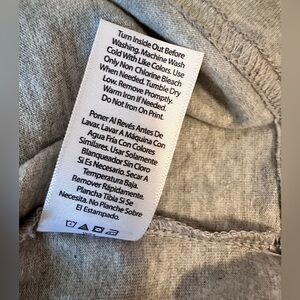 Turn Inside Out Before
Washing. Machine Wash
Cold With Like Colors. Use
Only Non Chlorine Bleach
When Needed. Tumble Dry
Low. Remove Promptly.
Warm Iron If Needed.
Do Not Iron On Print.
Poner Al Revés Antes De
Lavar. Lavar A Máquina Con
Agua Fría Con Colores
Similares. Usar Solamente
Blanqueador Sin Cloro
Si Es Necesario. Secar A
Temperatura Baja.
Remover Rápidamente.
Plancha Tibia Si Se
Necesita. No Planche Sobre
El Estampado.